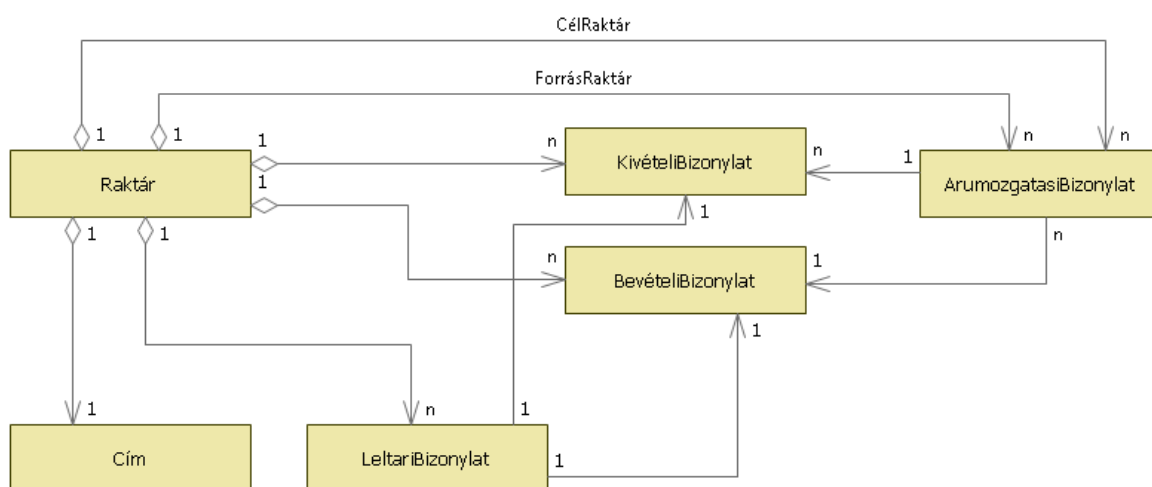 CélRaktár
ForrásRaktár
1
1
n
n
1
n
n
1
Raktár
KivételiBizonylat
ArumozgatasiBizonylat
1
1
1
1
n
n
1
BevételiBizonylat
1
1
n
1
Cím
LeltariBizonylat
1